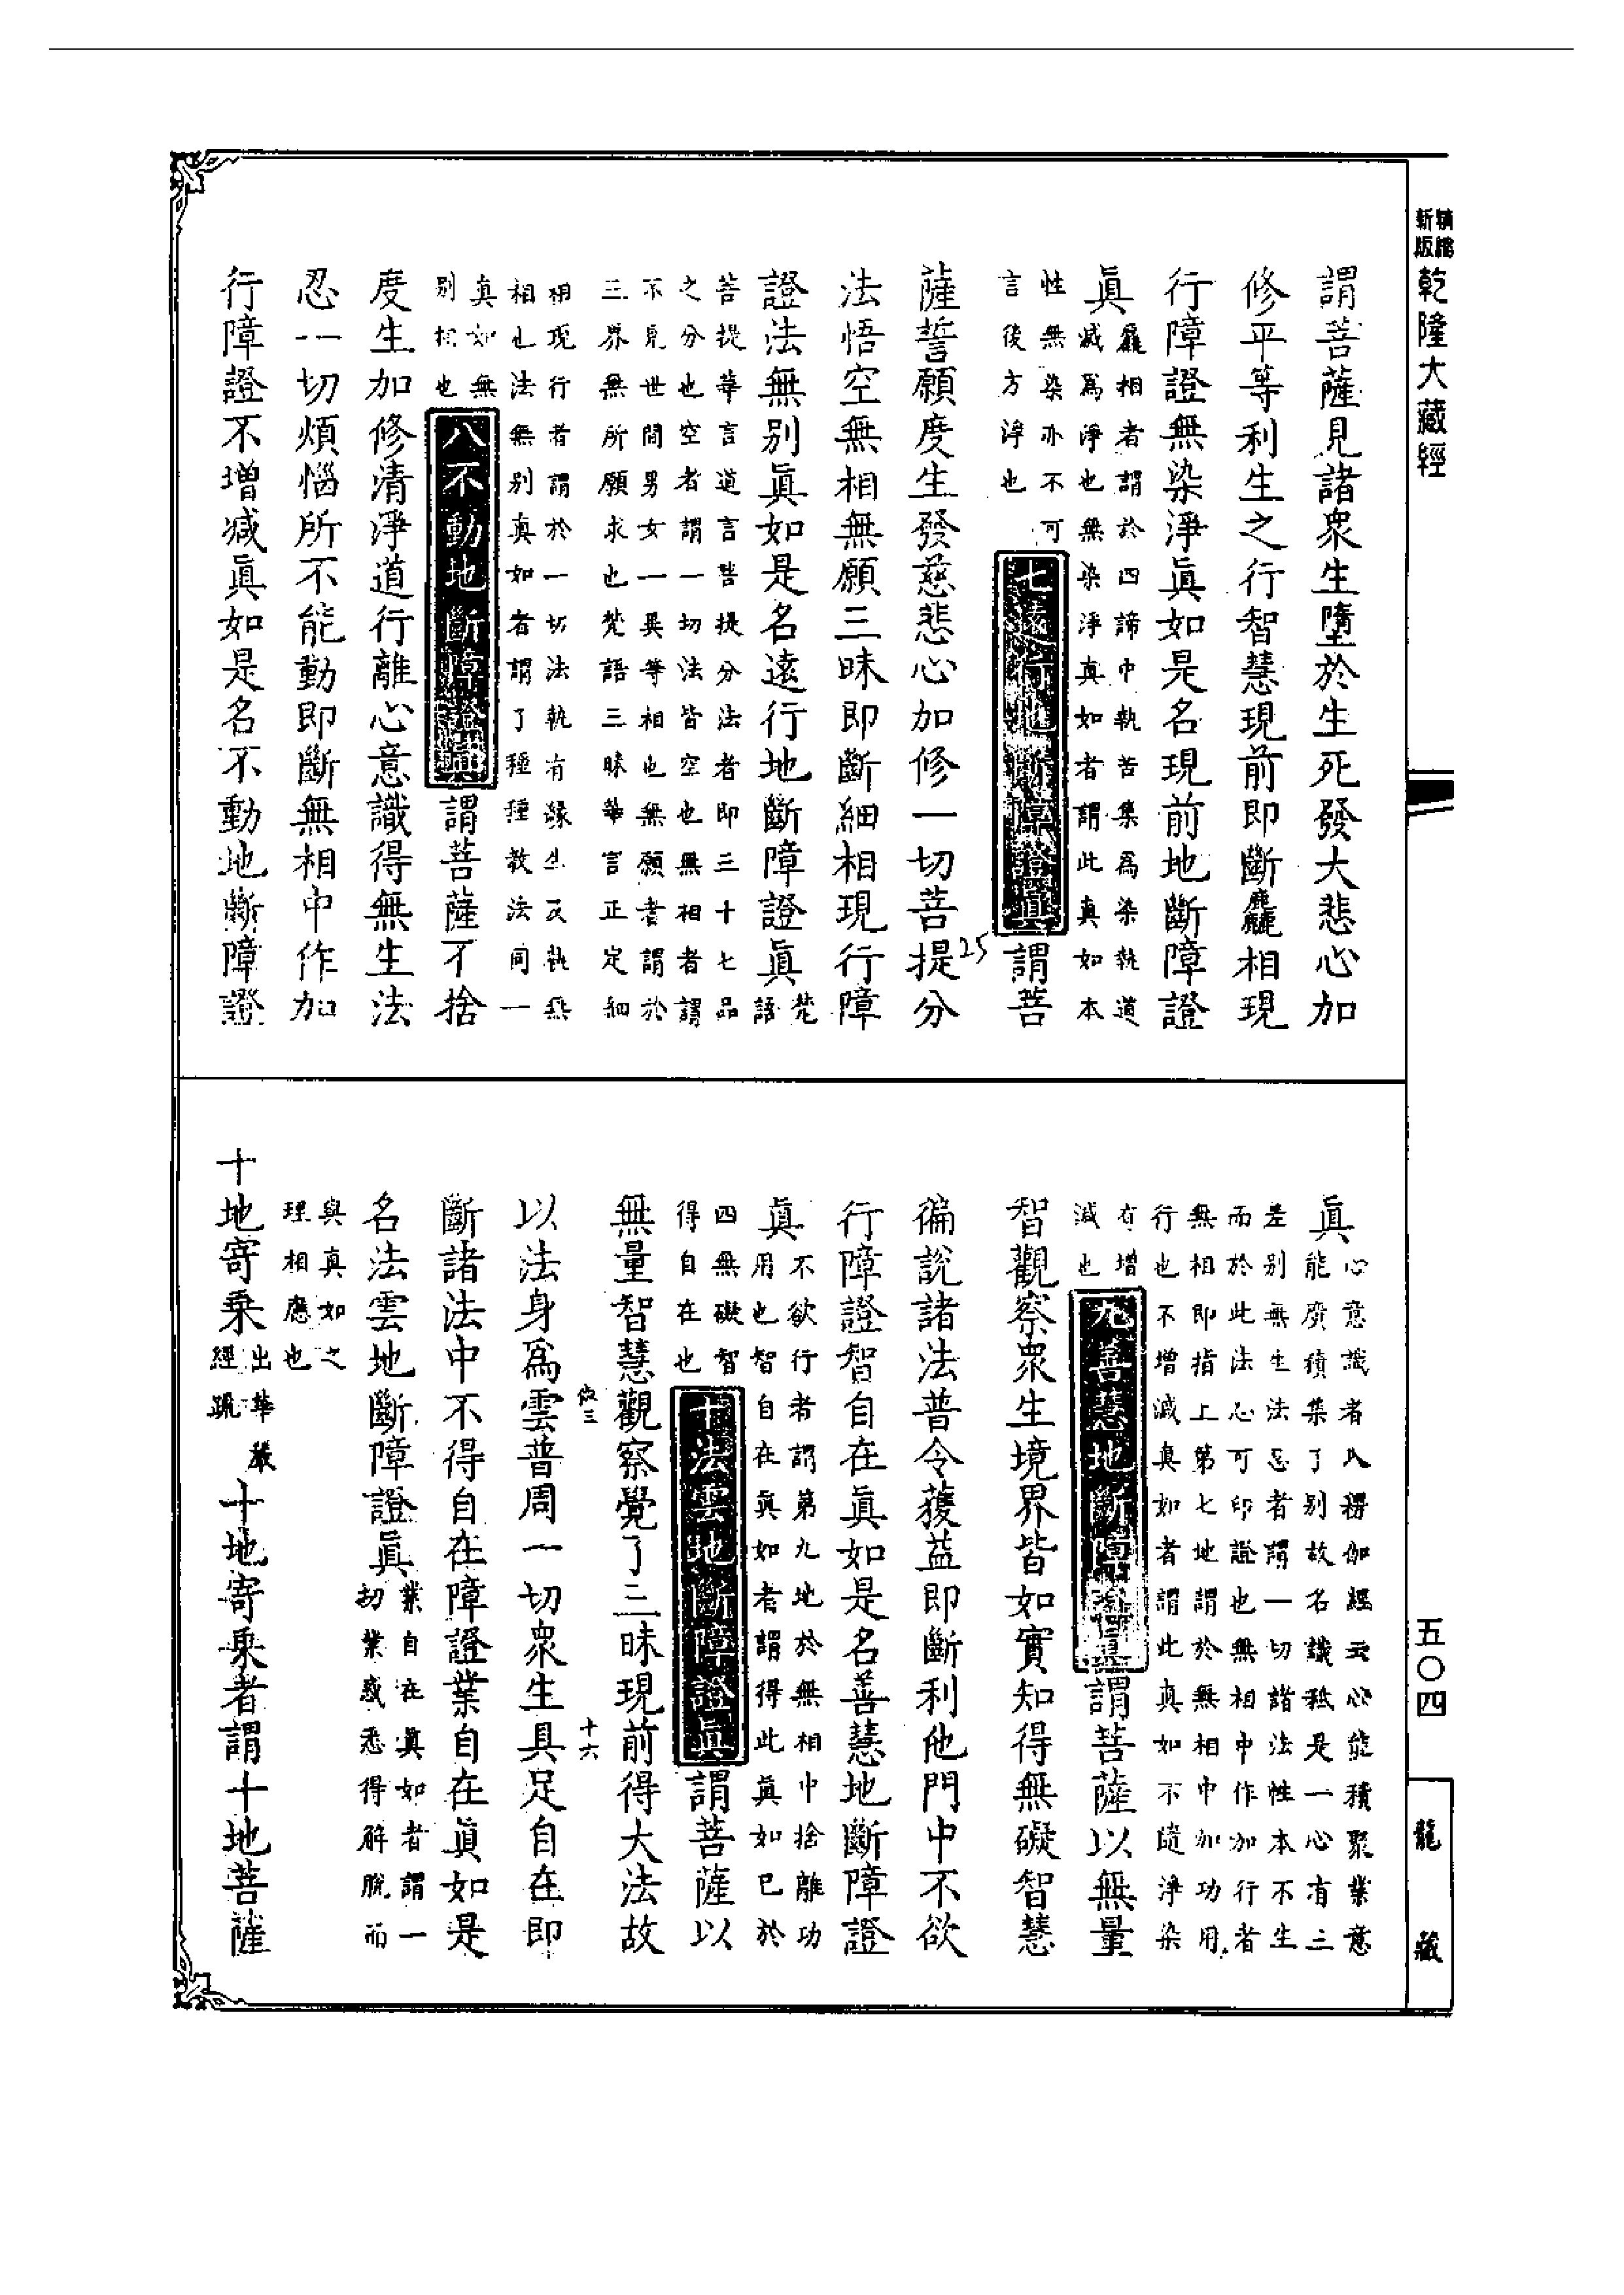 精縮
新版
乾隆大藏經
謂菩薩見諸衆生墮於生死發大悲心加
修平等利生之行智慧現前即斷麤相現
行障證無染淨眞如是名現前地斷障證
眞
麤相者謂於四諦中執苦集爲染執道
滅爲淨也無染淨真如者謂此真如本
性無染亦不可
言後方淨也
七遠行地斷障證眞
謂菩
薩誓願度生發慈悲心加修一切菩提分
25
法悟空無相無願三昧即斷細相現行障
證法無別眞如是名遠行地斷障證眞
梵
語
菩提華言道言菩提分法者即三十七品
之分也空者謂一切法皆空也無相者謂
不見世間男女一異等相也無願者謂於
三界無所願求也梵語三昧華言正定細
相現行者謂於一切法執有緣生及執染
相也法無別真如者謂了種種教法同一
真如無
別相也
八不動地斷障證眞
謂菩薩不捨
度生加修清淨道行離心意識得無生法
忍一切煩惱所不能動即斷無相中作加
行障證不增減眞如是名不動地斷障證
眞
心意識者入楞伽經云心能積聚業意
能廣積集了別故名識秪是一心有三
差別無生法忍者謂一切諸法性本不生
而於此法忍可印證也無相中作加行者
無相即指上第七地謂於無相中加功用
行也不增減真如者謂此真如不隨淨染
有增
減也
九善慧地斷障證眞
謂菩薩以無量
智觀察衆生境界皆如實知得無礙智慧
徧說諸法普令獲益即斷利他門中不欲
行障證智自在眞如是名善慧地斷障證
眞
不欲行者謂第九地於無相中捨離功
用也智自在眞如者謂得此眞如已於
四無礙智
得自在也
十法雲地斷障證眞
謂菩薩以
無量智慧觀察覺了三昧現前得大法故
十六
以法身爲雲普周一切衆生具足自在即
斷諸法中不得自在障證業自在眞如是
名法雲地斷障證眞
業自在眞如者謂一
切業惑悉得解脫而
與真如之
理相應也
十地寄乘
出華嚴
經疏
十地寄乘者謂十地菩薩
五〇四
龍藏